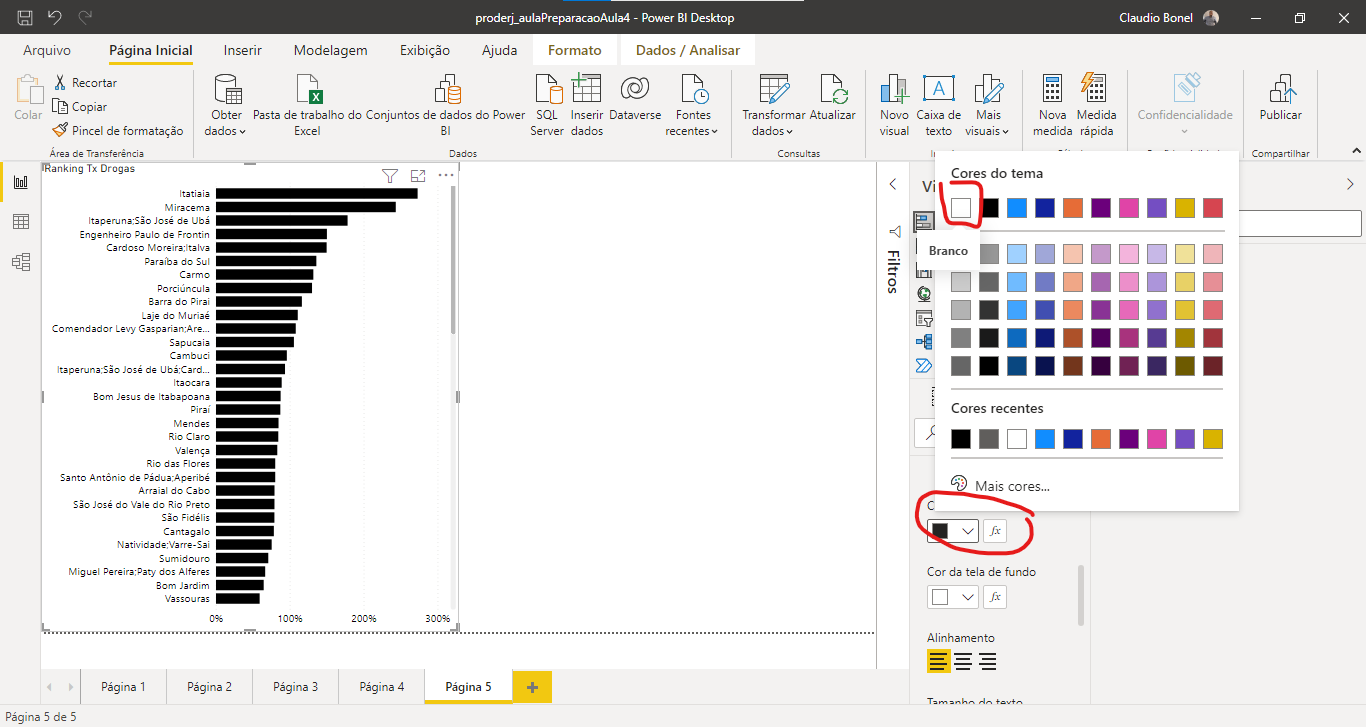 proderj_aulaPreparacaoAula4 - Power BI Desktop
Claudio Bonel
Arquivo
Página Inicial
Inserir
Modelagem
Exibição
Ajuda
Formato
Dados / Analisar
Colar
Recortar
Copiar
Pincel de formatação
Área de Transferência
Obter
dados
Pasta de trabalho do
Excel
Conjuntos de dados do Power
BI
SQL
Server
Inserir
dados
Dataverse
Fontes
recentes
Dados
Transformar
dados
Atualizar
Consultas
Novo
visual
Caixa de
texto
Mais
visuais
Nova
medida
Medida
rápida
Confidencialidade
Publicar
Compartilhar
Ranking Tx Drogas
Itatiaia
Miracema
Itaperuna;São José de Ubá
Engenheiro Paulo de Frontin
Cardoso Moreira;Italva
Paraíba do Sul
Carmo
Porciúncula
Barra do Pirai
Laje do Muriaé
Comendador Levy Gasparian;Are...
Sapucaia
Cambuci
Itaperuna;São José de Ubá;Card...
Itaocara
Bom Jesus de Itabapoana
Piraí
Mendes
Rio Claro
Valença
Rio das Flores
Santo Antônio de Pádua;Aperibé
Arraial do Cabo
São José do Vale do Rio Preto
São Fidélis
Cantagalo
Natividade;Varre-Sai
Sumidouro
Miguel Pereira;Paty dos Alferes
Bom Jardim
Vassouras
0% 100% 200% 300%
Filtros
Cores do tema
Branco
Cores recentes
Mais cores...
fx
Cor da tela de fundo
fx
Alinhamento
Tamanho do texto
Página 1
Página 2
Página 3
Página 4
Página 5
Página 5 de 5